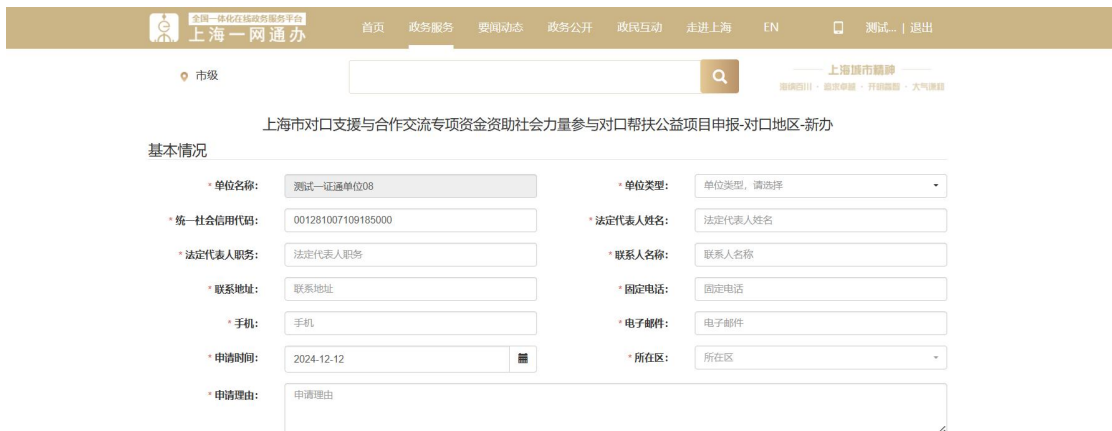 全国一体化在线政务服务平台
上海一网通办
首页 政务服务 要闻动态 政务公开 政民互动 走进上海 EN 测试... | 退出
市级
上海城市精神
海纳百川 · 追求卓越 · 开明睿智 · 大气谦和
上海市对口支援与合作交流专项资金资助社会力量参与对口帮扶公益项目申报-对口地区-新办
基本情况
* 单位名称: 测试一证通单位08 * 单位类型: 单位类型, 请选择
* 统一社会信用代码: 001281007109185000 * 法定代表人姓名: 法定代表人姓名
* 法定代表人职务: 法定代表人职务 * 联系人名称: 联系人名称
* 联系地址: 联系地址 * 固定电话: 固定电话
* 手机: 手机 * 电子邮件: 电子邮件
* 申请时间: 2024-12-12 * 所在区: 所在区
* 申请理由: 申请理由